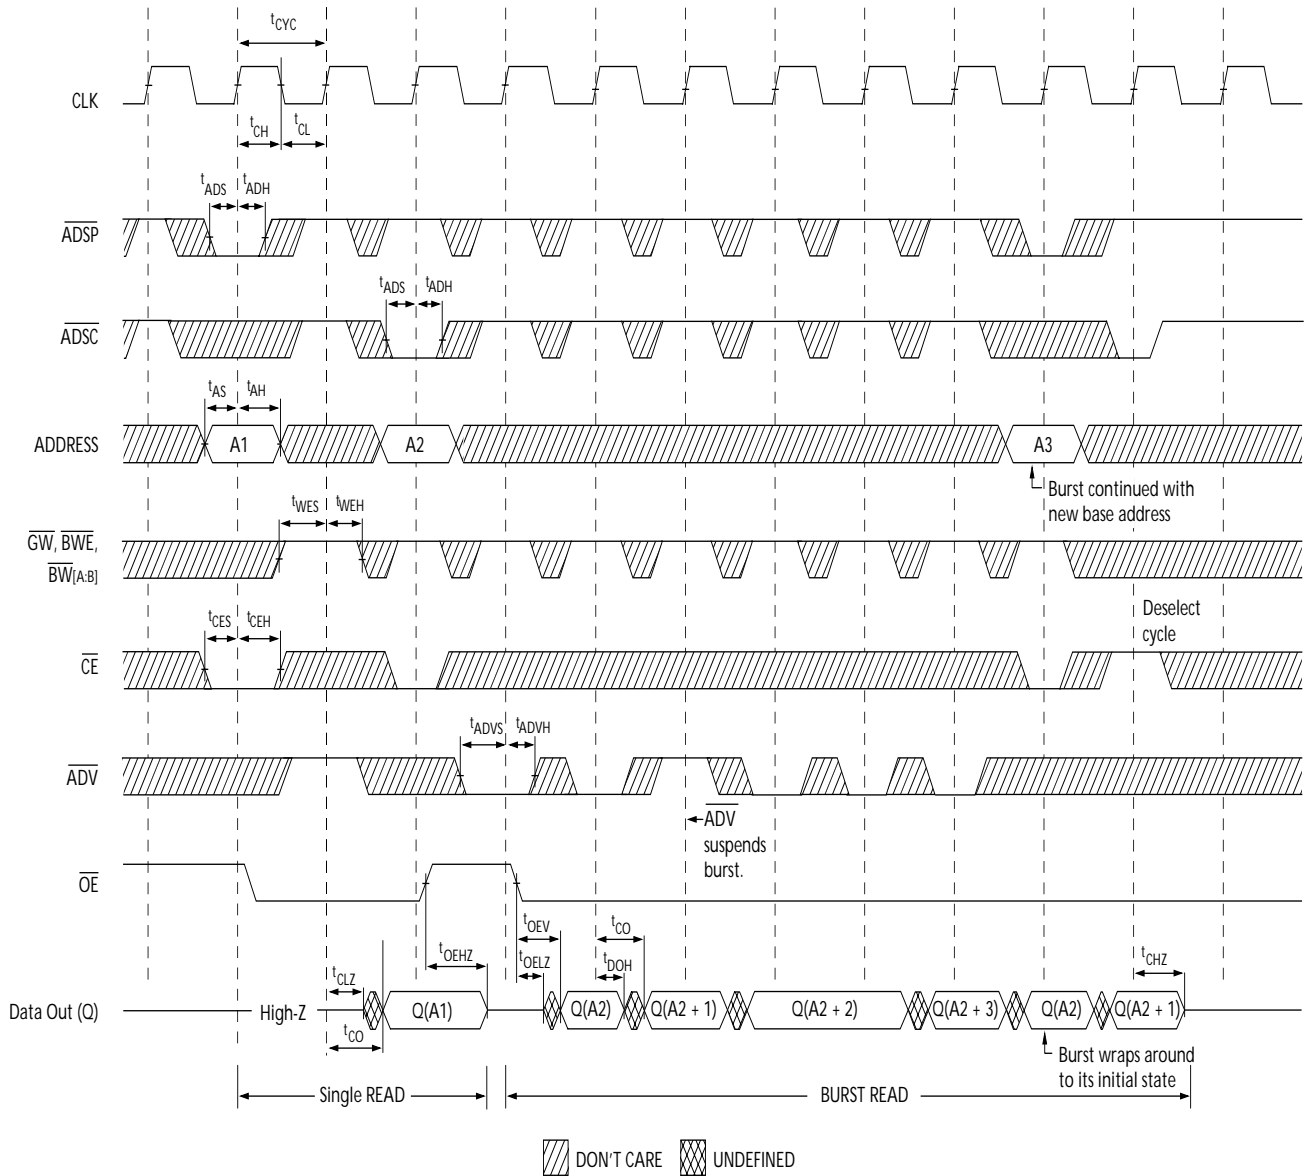 tCYC
CLK
tCH
tCL
tADS
tADH
ADSP
tADS
tADH
ADSC
tAS
tAH
ADDRESS
A1
A2
A3
Burst continued with
new base address
tWES
tWEH
GW, BWE,
BW[A:B]
Deselect
cycle
tCES
tCEH
CE
tADVS
tADVH
ADV
ADV
suspends
burst.
OE
tOEV
tCO
tOEHZ
tOELZ
tDOH
tCLZ
tCHZ
Data Out (Q)
High-Z
Q(A1)
Q(A2)
Q(A2 + 1)
Q(A2 + 2)
Q(A2 + 3)
Q(A2)
Q(A2 + 1)
tCO
Burst wraps around
to its initial state
Single READ
BURST READ
DON'T CARE
UNDEFINED